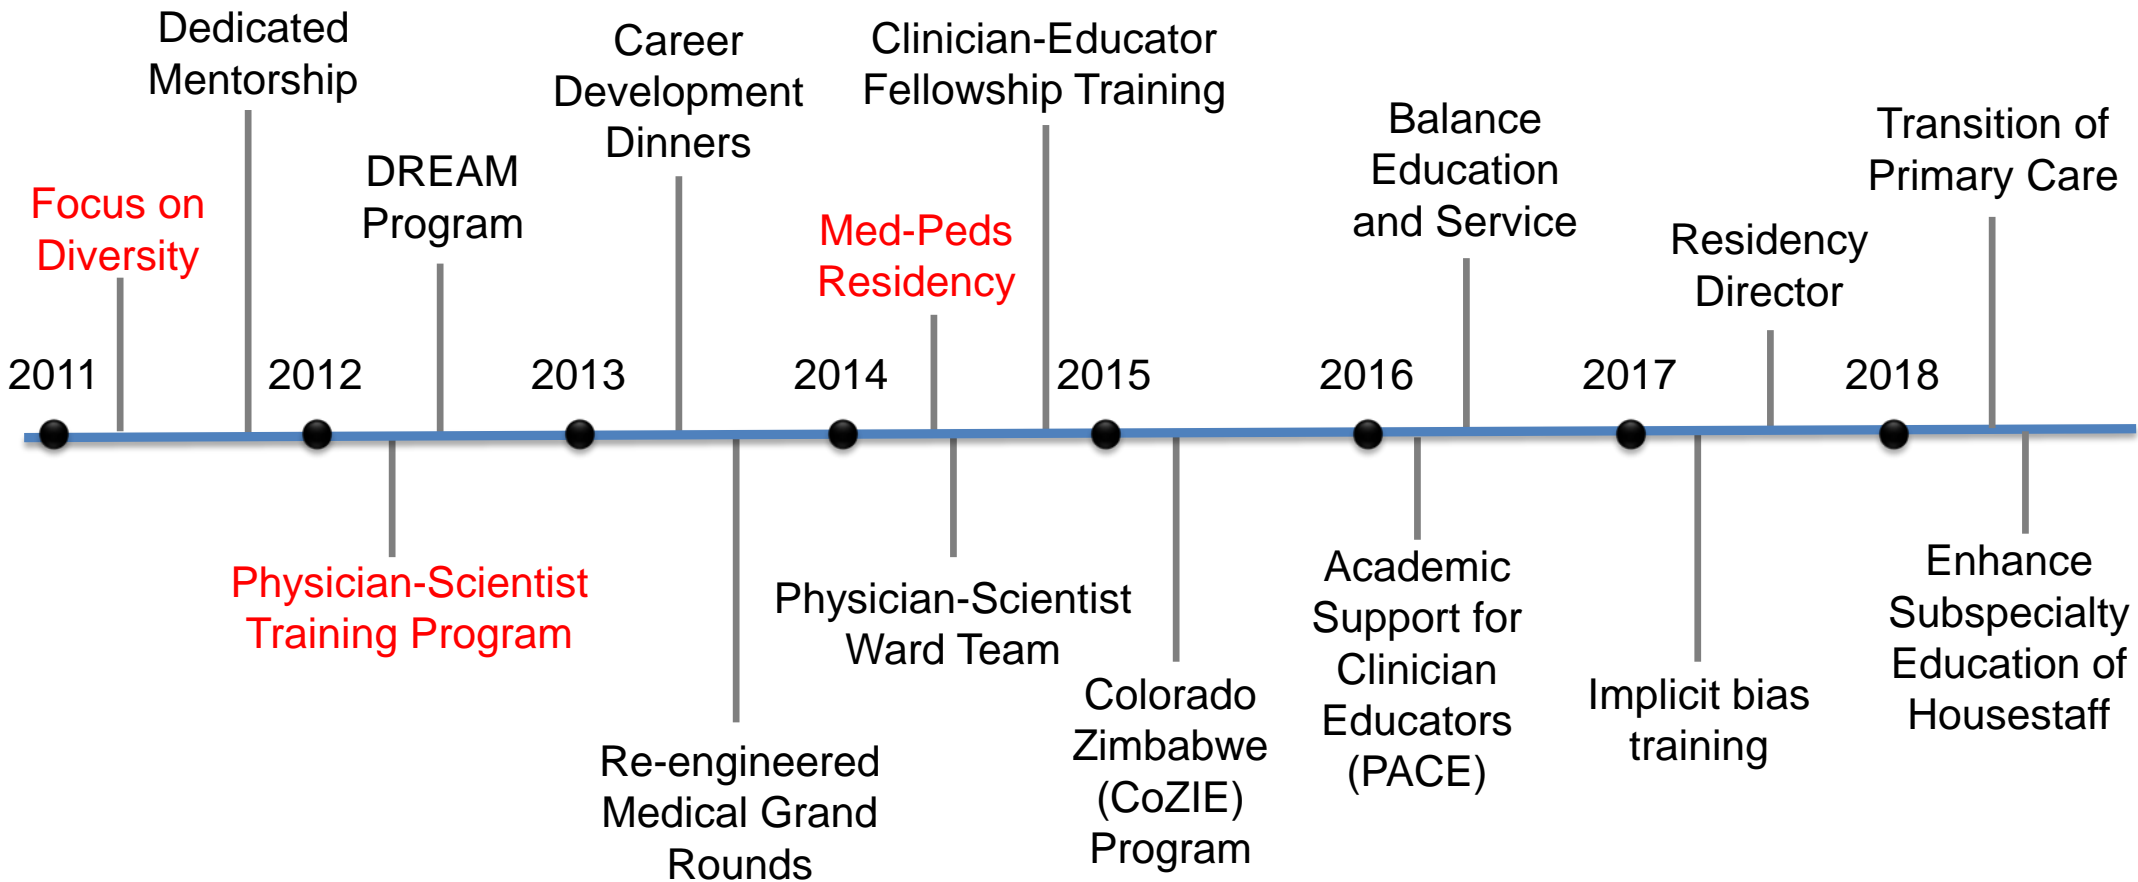 Dedicated
Mentorship
Career
Development
Dinners
Clinician-Educator
Fellowship Training
Balance
Education
and Service
Transition of
Primary Care
Focus on
Diversity
DREAM
Program
Med-Peds
Residency
Residency
Director
2011
2012
2013
2014
2015
2016
2017
2018
Physician-Scientist
Training Program
Re-engineered
Medical Grand
Rounds
Physician-Scientist
Ward Team
Colorado
Zimbabwe
(CoZIE)
Program
Academic
Support for
Clinician
Educators
(PACE)
Implicit bias
training
Enhance
Subspecialty
Education of
Housestaff